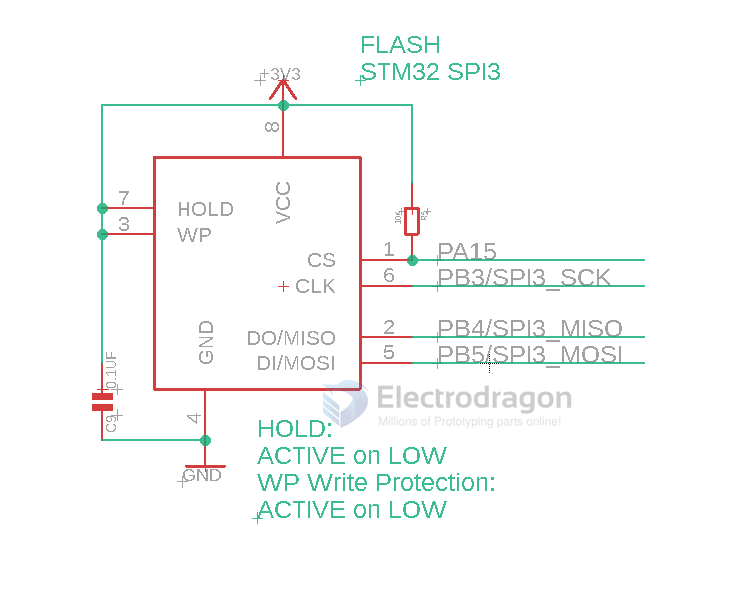 FLASH
STM32 SPI3
+3V3
8
VCC
7
HOLD
3
WP
10K
R5
CS
1
PA15
CLK
6
PB3/SPI3_SCK
GND
DO/MISO
2
PB4/SPI3_MISO
DI/MOSI
5
PB5/SPI3_MOSI
0.1UF
C9
4
GND
Electrodragon
Millions of Prototyping parts online!
HOLD:
ACTIVE on LOW
WP Write Protection:
ACTIVE on LOW